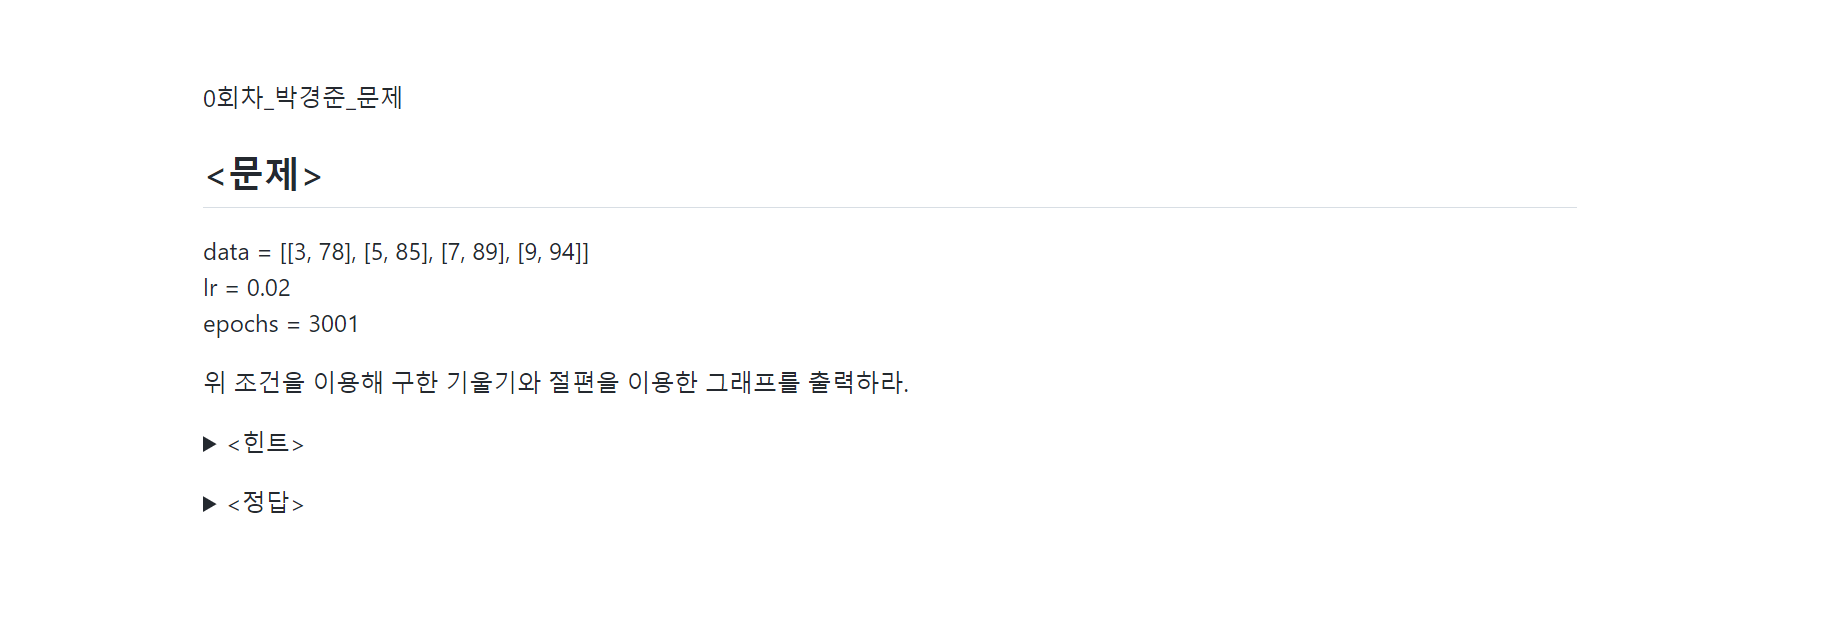 0회차_박경준_문제
<문제>
data = [[3, 78], [5, 85], [7, 89], [9, 94]]
lr = 0.02
epochs = 3001
위 조건을 이용해 구한 기울기와 절편을 이용한 그래프를 출력하라.
▶ <힌트>
▶ <정답>